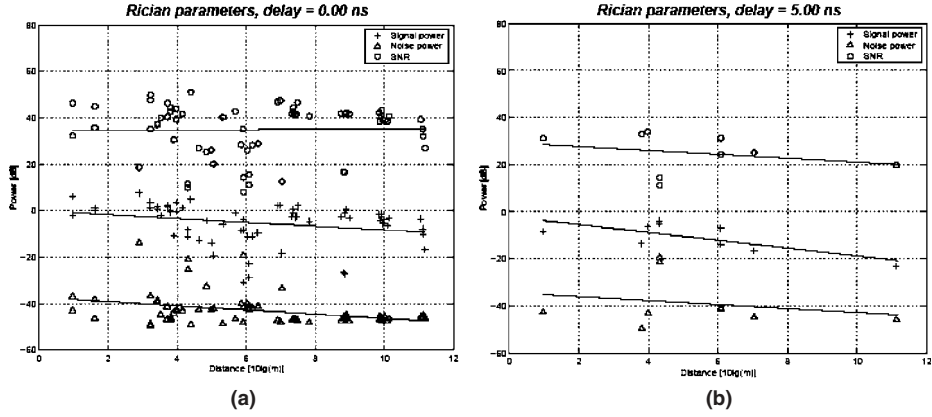 Rician parameters, delay = 0.00 ns
Signal power
Noise power
SNR
80
60
40
20
0
−20
−40
−60
Power [dB]
0 2 4 6 8 10 12
Distance [10lg(m)]
(a)
Rician parameters, delay = 5.00 ns
Signal power
Noise power
SNR
80
60
40
20
0
−20
−40
−60
Power [dB]
0 2 4 6 8 10 12
Distance [10lg(m)]
(b)